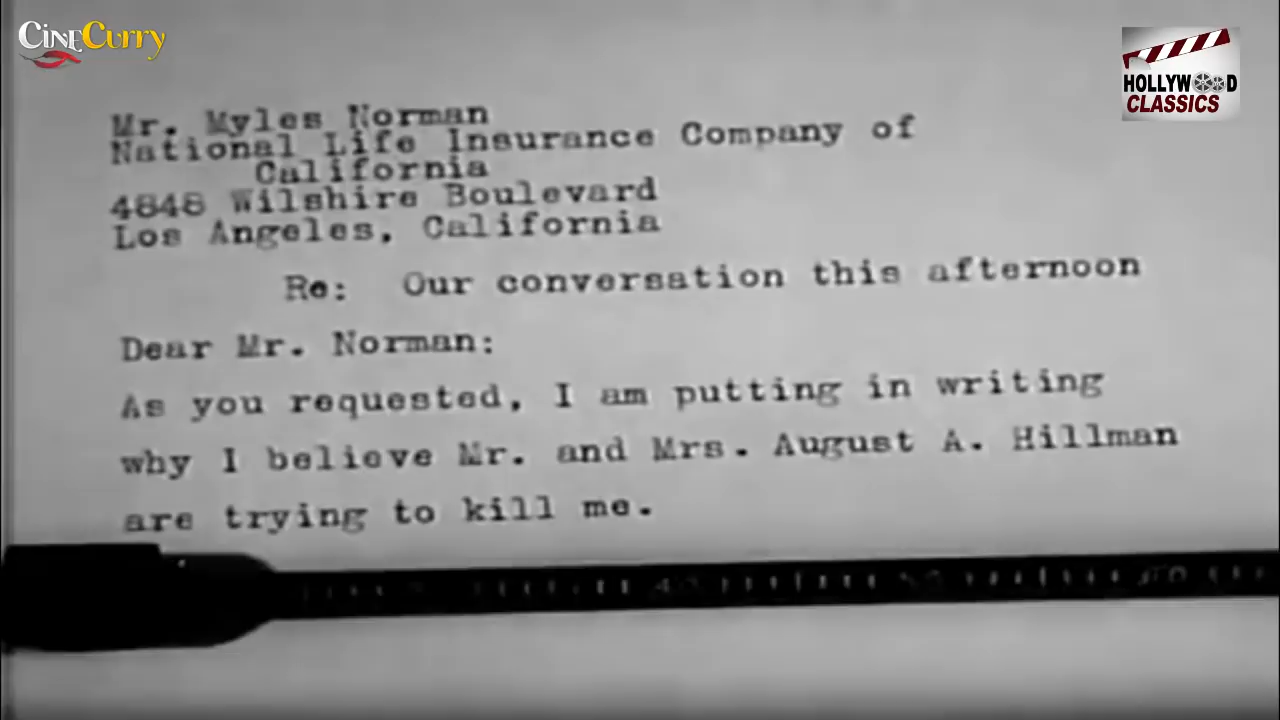 CineCurry
HOLLYWOOD
CLASSICS
Mr. Myles Norman
National Life Insurance Company of
California
4848 Wilshire Boulevard
Los Angeles, California
Re: Our conversation this afternoon
Dear Mr. Norman:
As you requested, I am putting in writing
why I believe Mr. and Mrs. August A. Hillman
are trying to kill me.